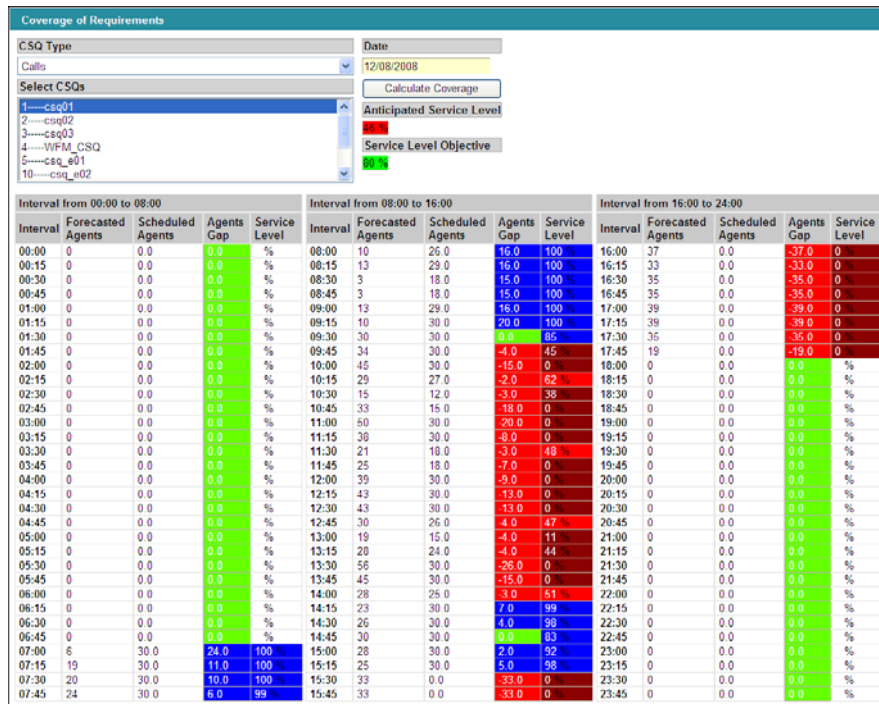 Coverage of Requirements
CSQ Type Date
Calls 12/08/2008
Select CSQs Calculate Coverage
1-----csq01 Anticipated Service Level
2-----csq02 46 %
3-----csq03 Service Level Objective
4-----WFM_CSQ 80 %
5-----csq_e01
10-----csq_e02
Interval from 00:00 to 08:00 Interval from 08:00 to 16:00 Interval from 16:00 to 24:00
Interval Forecasted Agents Scheduled Agents Agents Gap Service Level Interval Forecasted Agents Scheduled Agents Agents Gap Service Level Interval Forecasted Agents Scheduled Agents Agents Gap Service Level
00:00 0 0.0 0.0 % 08:00 10 26.0 16.0 100 % 16:00 37 0.0 -37.0 0 %
00:15 0 0.0 0.0 % 08:15 13 29.0 16.0 100 % 16:15 33 0.0 -33.0 0 %
00:30 0 0.0 0.0 % 08:30 3 18.0 15.0 100 % 16:30 35 0.0 -35.0 0 %
00:45 0 0.0 0.0 % 08:45 3 18.0 15.0 100 % 16:45 35 0.0 -35.0 0 %
01:00 0 0.0 0.0 % 09:00 13 29.0 16.0 100 % 17:00 39 0.0 -39.0 0 %
01:15 0 0.0 0.0 % 09:15 10 30.0 20.0 100 % 17:15 39 0.0 -39.0 0 %
01:30 0 0.0 0.0 % 09:30 30 30.0 0.0 85 % 17:30 35 0.0 -35.0 0 %
01:45 0 0.0 0.0 % 09:45 34 30.0 -4.0 45 % 17:45 19 0.0 -19.0 0 %
02:00 0 0.0 0.0 % 10:00 45 30.0 -15.0 0 % 18:00 0 0.0 0.0 %
02:15 0 0.0 0.0 % 10:15 29 27.0 -2.0 62 % 18:15 0 0.0 0.0 %
02:30 0 0.0 0.0 % 10:30 15 12.0 -3.0 38 % 18:30 0 0.0 0.0 %
02:45 0 0.0 0.0 % 10:45 33 15.0 -18.0 0 % 18:45 0 0.0 0.0 %
03:00 0 0.0 0.0 % 11:00 50 30.0 -20.0 0 % 19:00 0 0.0 0.0 %
03:15 0 0.0 0.0 % 11:15 38 30.0 -8.0 0 % 19:15 0 0.0 0.0 %
03:30 0 0.0 0.0 % 11:30 21 18.0 -3.0 48 % 19:30 0 0.0 0.0 %
03:45 0 0.0 0.0 % 11:45 25 18.0 -7.0 0 % 19:45 0 0.0 0.0 %
04:00 0 0.0 0.0 % 12:00 39 30.0 -9.0 0 % 20:00 0 0.0 0.0 %
04:15 0 0.0 0.0 % 12:15 43 30.0 -13.0 0 % 20:15 0 0.0 0.0 %
04:30 0 0.0 0.0 % 12:30 43 30.0 -13.0 0 % 20:30 0 0.0 0.0 %
04:45 0 0.0 0.0 % 12:45 30 26.0 -4.0 47 % 20:45 0 0.0 0.0 %
05:00 0 0.0 0.0 % 13:00 19 15.0 -4.0 11 % 21:00 0 0.0 0.0 %
05:15 0 0.0 0.0 % 13:15 28 24.0 -4.0 44 % 21:15 0 0.0 0.0 %
05:30 0 0.0 0.0 % 13:30 56 30.0 -26.0 0 % 21:30 0 0.0 0.0 %
05:45 0 0.0 0.0 % 13:45 45 30.0 -15.0 0 % 21:45 0 0.0 0.0 %
06:00 0 0.0 0.0 % 14:00 28 25.0 -3.0 51 % 22:00 0 0.0 0.0 %
06:15 0 0.0 0.0 % 14:15 23 30.0 7.0 99 % 22:15 0 0.0 0.0 %
06:30 0 0.0 0.0 % 14:30 26 30.0 4.0 98 % 22:30 0 0.0 0.0 %
06:45 0 0.0 0.0 % 14:45 30 30.0 0.0 83 % 22:45 0 0.0 0.0 %
07:00 6 30.0 24.0 100 % 15:00 28 30.0 2.0 92 % 23:00 0 0.0 0.0 %
07:15 19 30.0 11.0 100 % 15:15 25 30.0 5.0 98 % 23:15 0 0.0 0.0 %
07:30 20 30.0 10.0 100 % 15:30 33 0.0 -33.0 0 % 23:30 0 0.0 0.0 %
07:45 24 30.0 6.0 99 % 15:45 33 0.0 -33.0 0 % 23:45 0 0.0 0.0 %